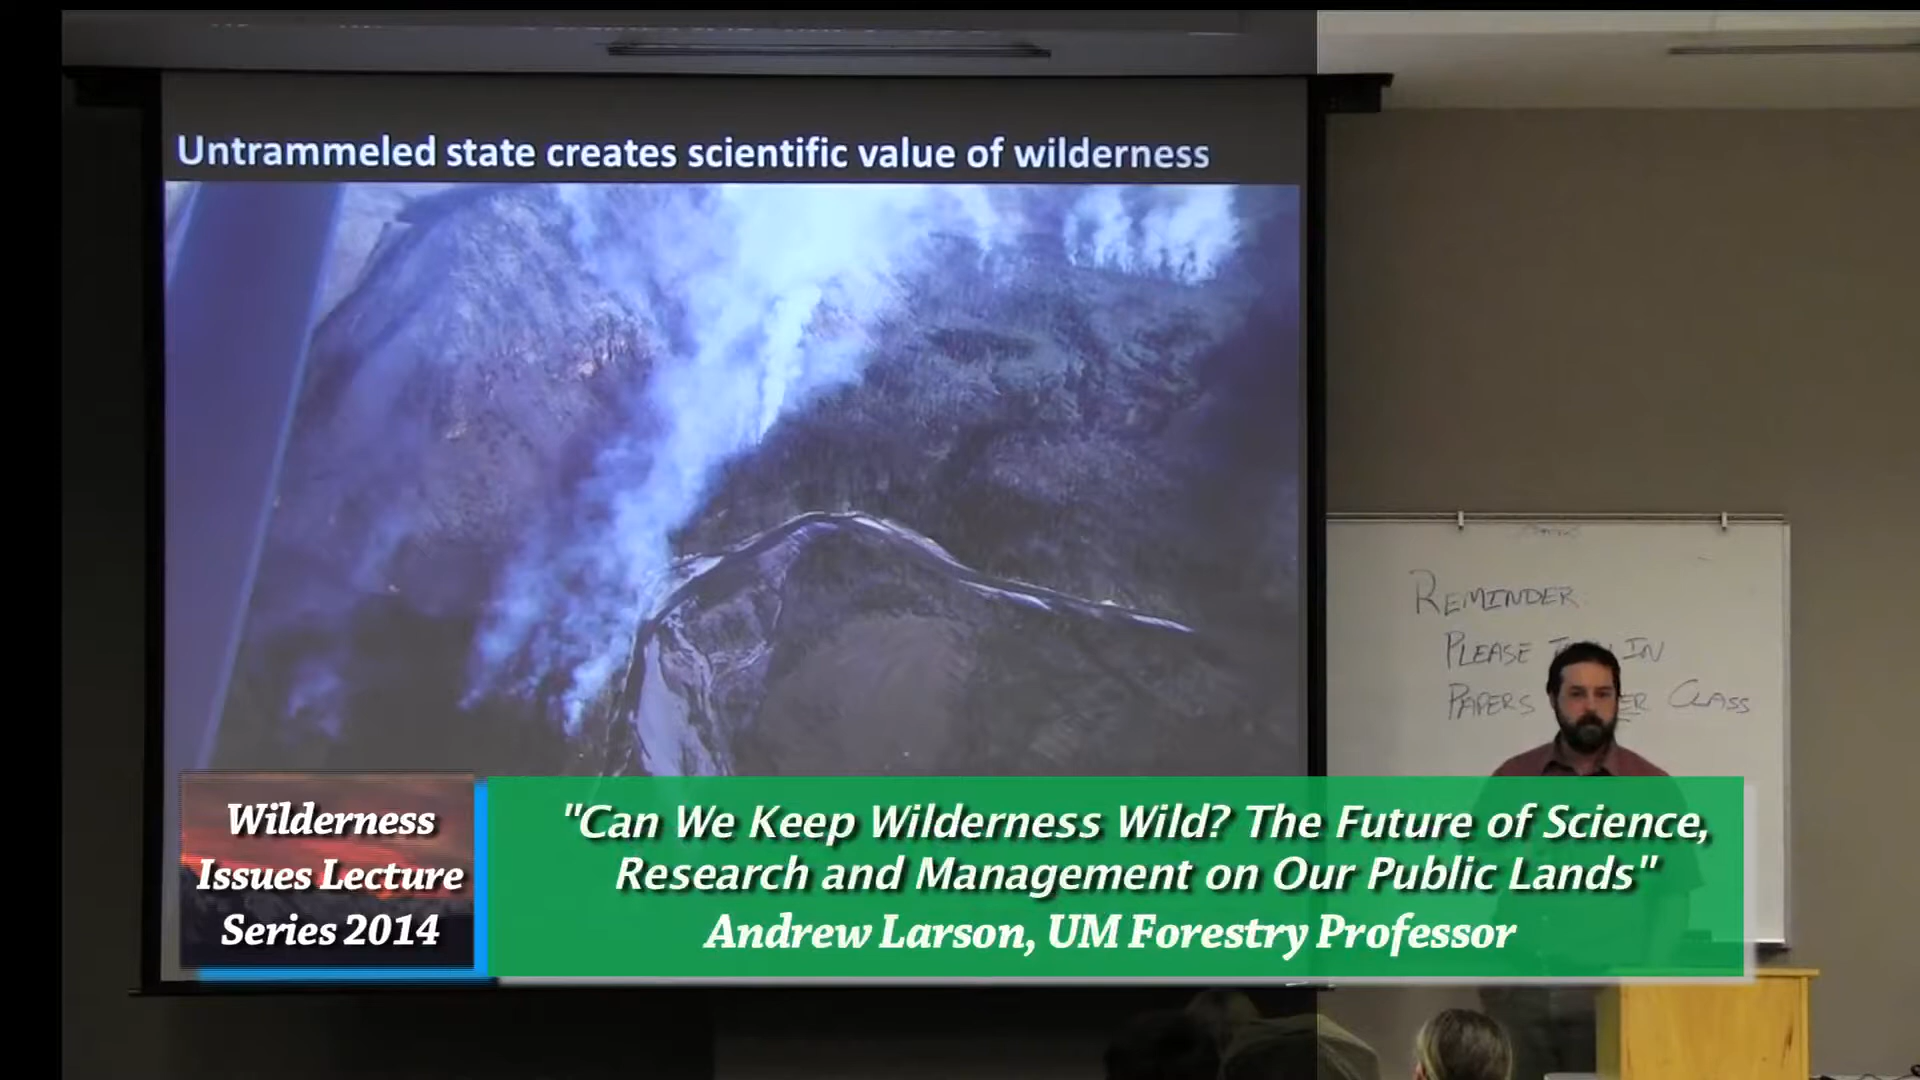 Untrammeled state creates scientific value of wilderness
REMINDER:
PLEASE IN
PAPERS CLASS
Wilderness
Issues Lecture
Series 2014
"Can We Keep Wilderness Wild? The Future of Science,
Research and Management on Our Public Lands"
Andrew Larson, UM Forestry Professor